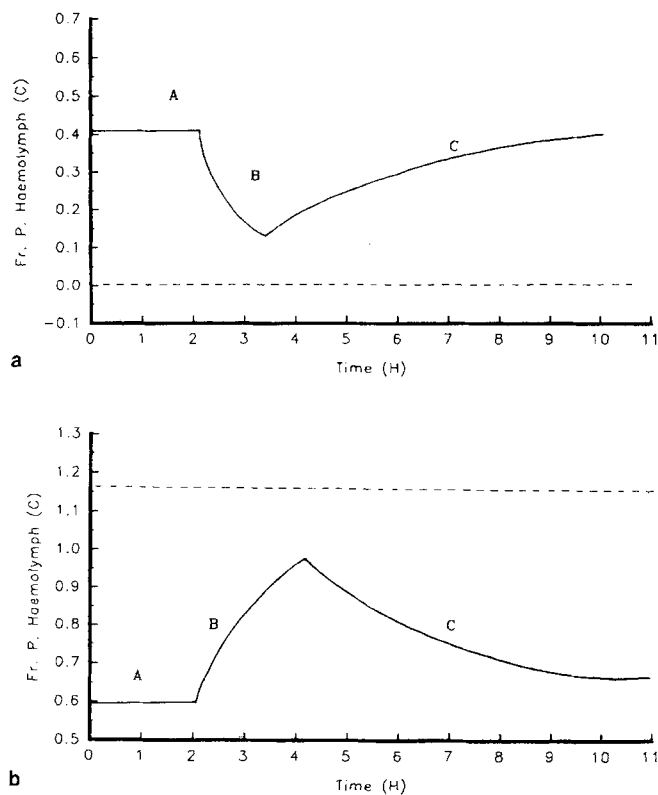 0.7
0.6
0.5
0.4
0.3
0.2
0.1
0.0
-0.1
Fr. P. Haemolymph (C)
A
B
C
0 1 2 3 4 5 6 7 8 9 10 11
Time (H)
a
1.3
1.2
1.1
1.0
0.9
0.8
0.7
0.6
0.5
Fr. P. Haemolymph (C)
A
B
C
0 1 2 3 4 5 6 7 8 9 10 11
Time (H)
b